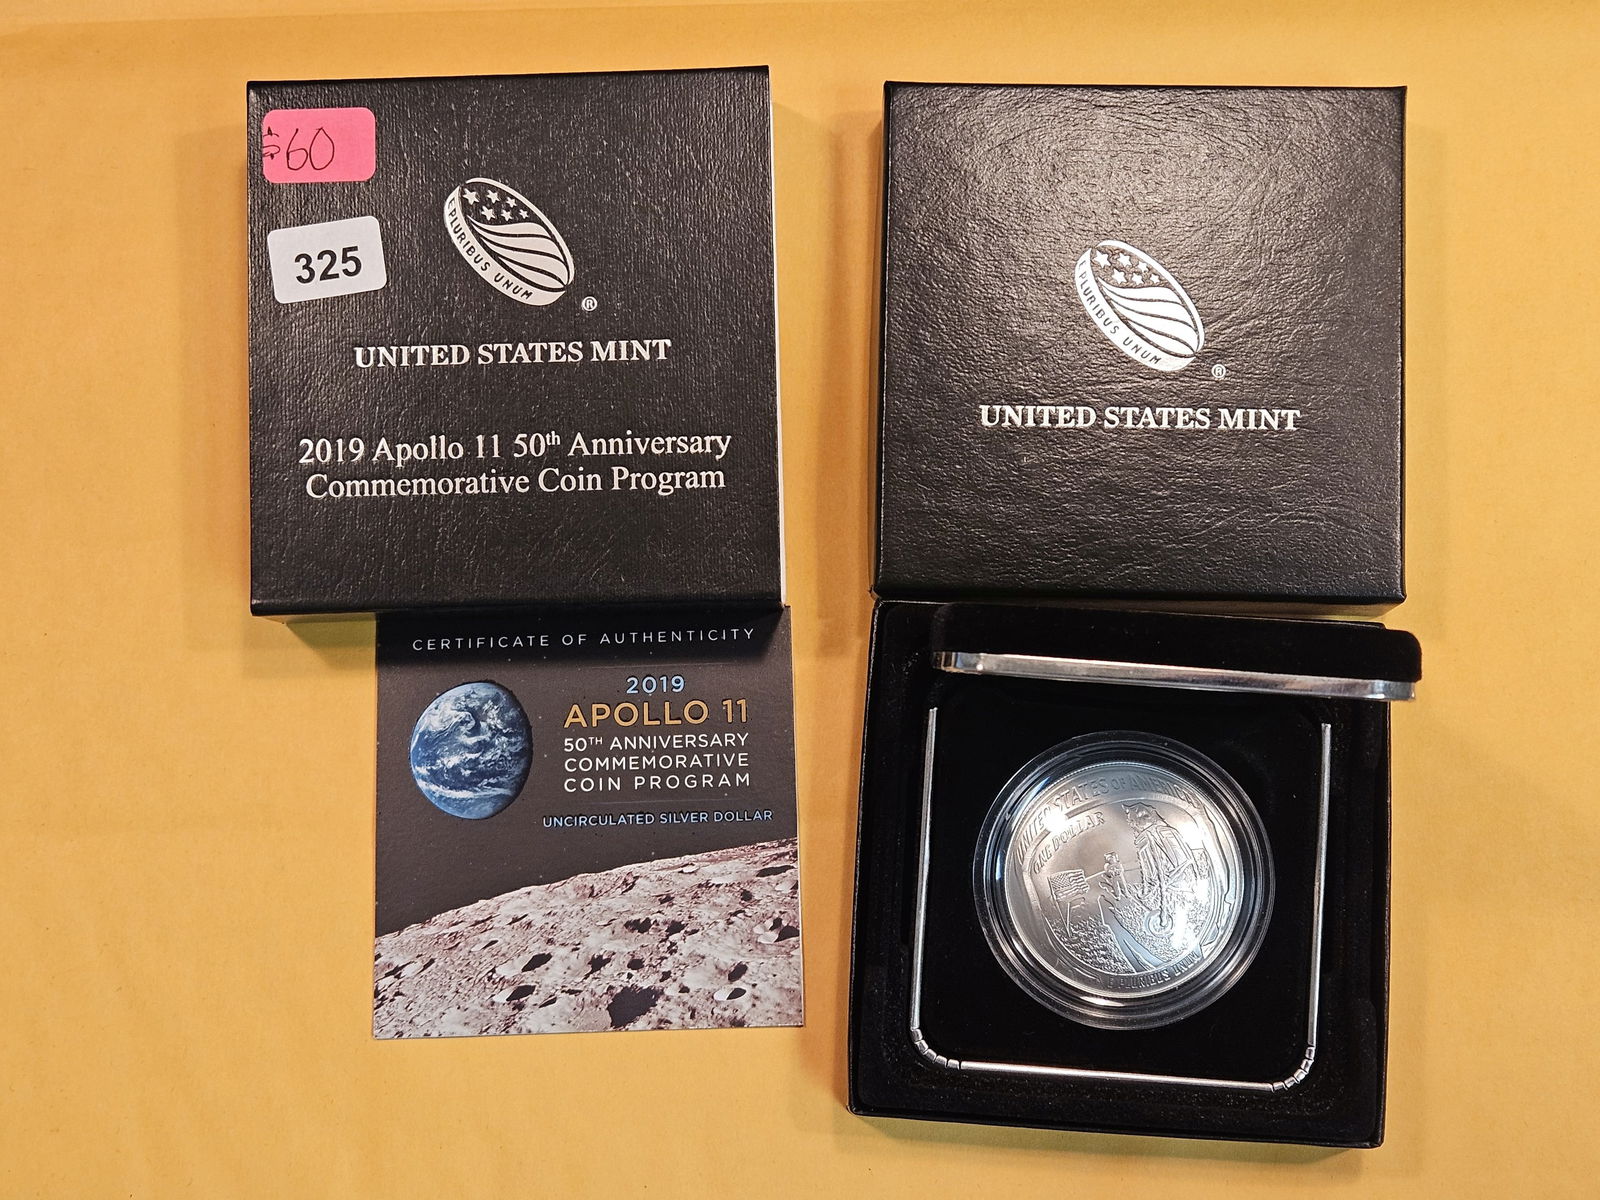 $60
325
E PLURIBUS UNUM
®
UNITED STATES MINT
2019 Apollo 11 50th Anniversary
Commemorative Coin Program
E PLURIBUS UNUM
®
UNITED STATES MINT
CERTIFICATE OF AUTHENTICITY
2019
APOLLO 11
50TH ANNIVERSARY
COMMEMORATIVE
COIN PROGRAM
UNCIRCULATED SILVER DOLLAR
UNITED STATES OF AMERICA
ONE DOLLAR
E PLURIBUS UNUM